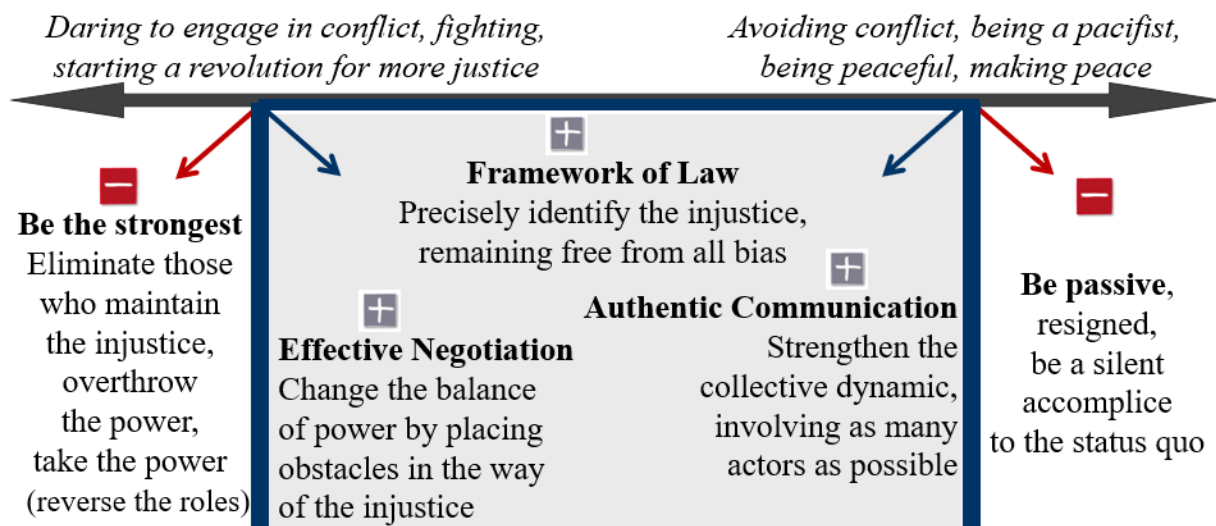 Daring to engage in conflict, fighting,
starting a revolution for more justice
Avoiding conflict, being a pacifist,
being peaceful, making peace
Framework of Law
Precisely identify the injustice,
remaining free from all bias
Be the strongest
Eliminate those
who maintain
the injustice,
overthrow
the power,
take the power
(reverse the roles)
Effective Negotiation
Change the balance
of power by placing
obstacles in the way
of the injustice
Authentic Communication
Strengthen the
collective dynamic,
involving as many
actors as possible
Be passive,
resigned,
be a silent
accomplice
to the status quo